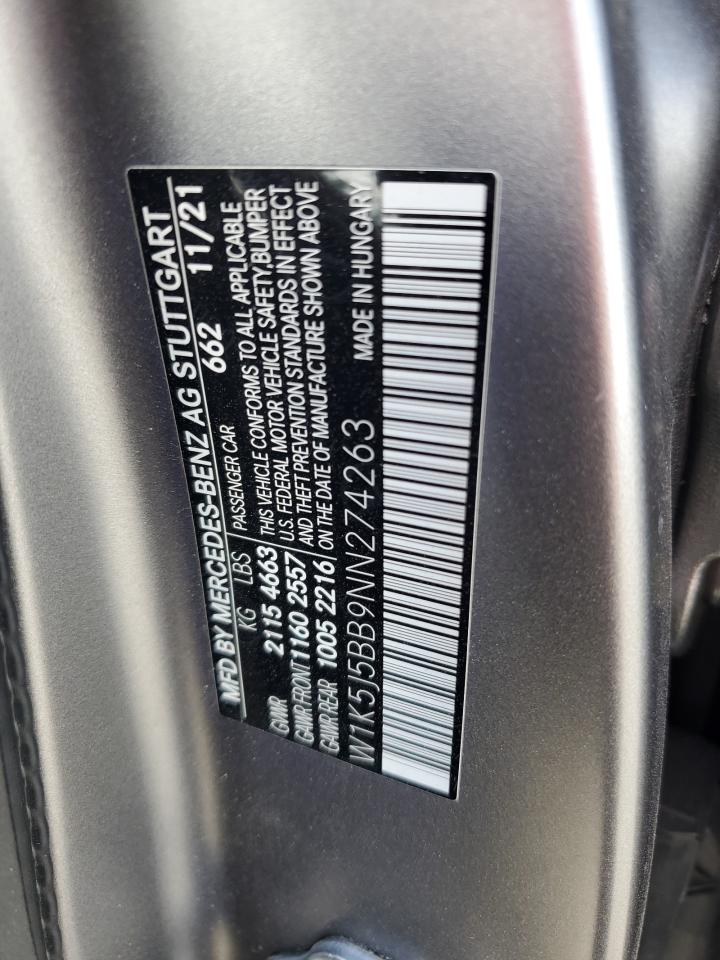 MFD BY MERCEDES-BENZ AG STUTTGART
KG LBS PASSENGER CAR 662 11/21
GVWR 2115 4663 THIS VEHICLE CONFORMS TO ALL APPLICABLE
GAWR FRONT 1160 2557 U.S. FEDERAL MOTOR VEHICLE SAFETY,BUMPER
GAWR REAR 1005 2216 AND THEFT PREVENTION STANDARDS IN EFFECT
ON THE DATE OF MANUFACTURE SHOWN ABOVE
W1K5J5BB9NN274263 MADE IN HUNGARY